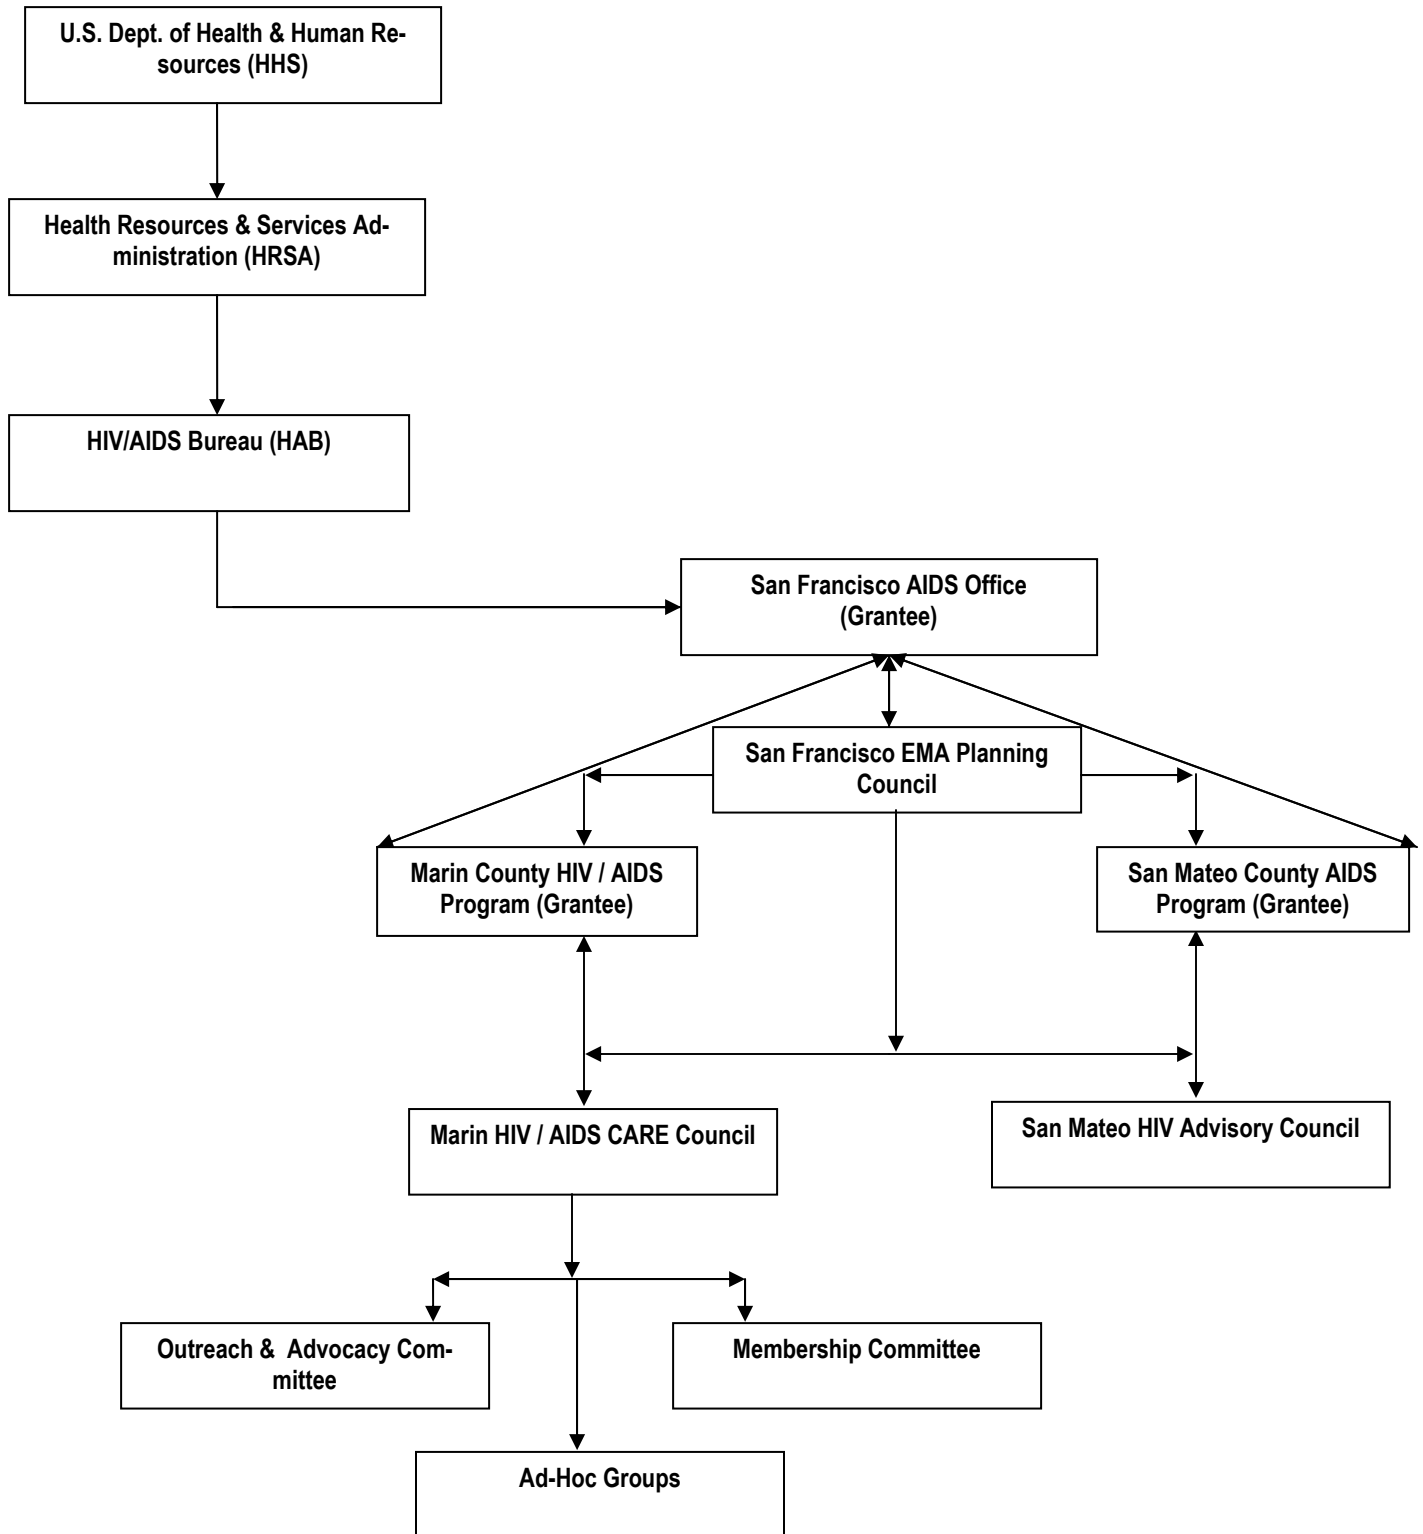 U.S. Dept. of Health & Human Re-
sources (HHS)
Health Resources & Services Ad-
ministration (HRSA)
HIV/AIDS Bureau (HAB)
San Francisco AIDS Office
(Grantee)
San Francisco EMA Planning
Council
Marin County HIV / AIDS
Program (Grantee)
San Mateo County AIDS
Program (Grantee)
Marin HIV / AIDS CARE Council
San Mateo HIV Advisory Council
Outreach &  Advocacy Com-
mittee
Membership Committee
Ad-Hoc Groups